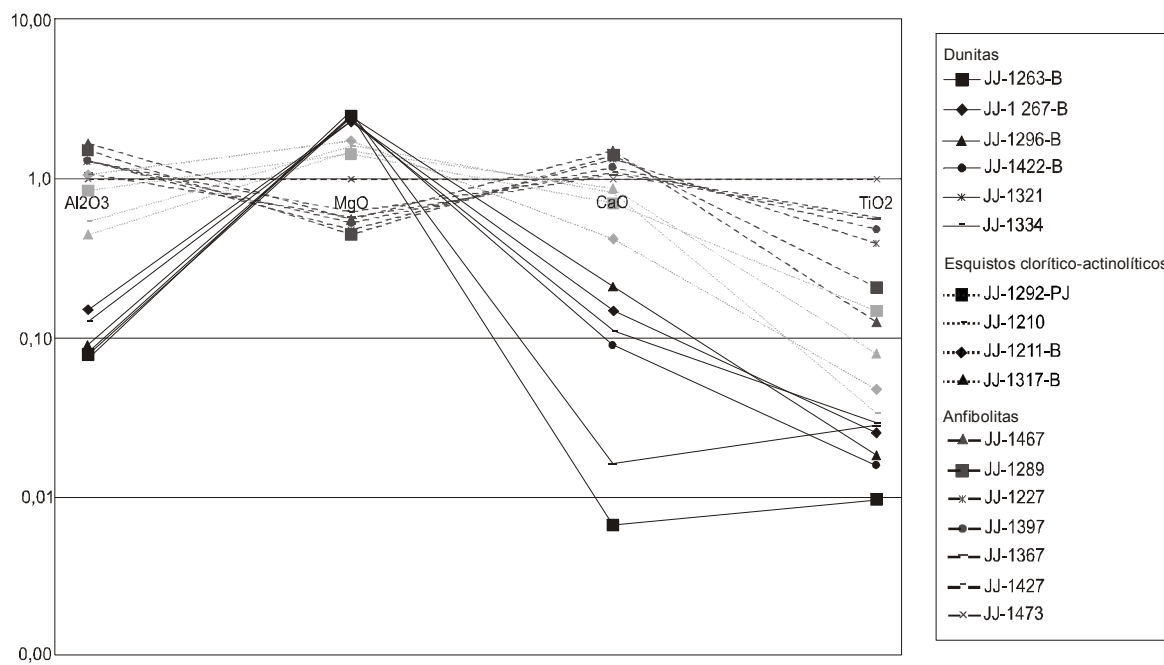 10,00
1,0
0,10
0,01
0,00
Al2O3
MgO
CaO
TiO2
Dunitas
JJ-1263-B
JJ-1 267-B
JJ-1296-B
JJ-1422-B
JJ-1321
JJ-1334
Esquistos clorítico-actinolíticos
JJ-1292-PJ
JJ-1210
JJ-1211-B
JJ-1317-B
Anfibolitas
JJ-1467
JJ-1289
JJ-1227
JJ-1397
JJ-1367
JJ-1427
JJ-1473